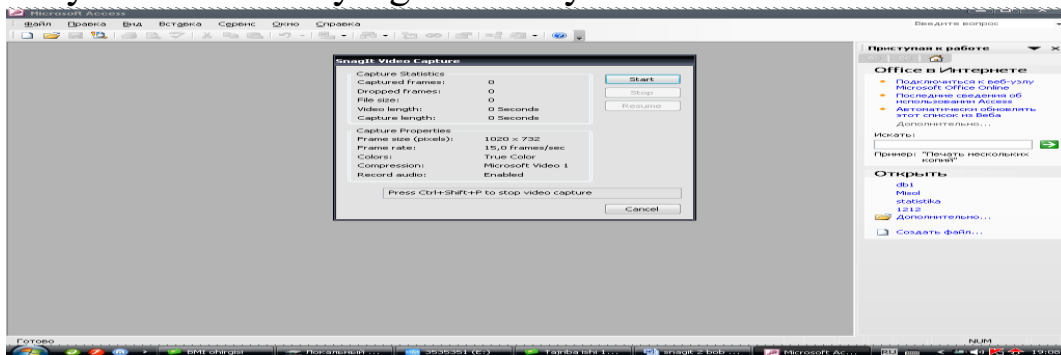 Microsoft Access
Файл Правка Вид Вставка Сервис Окно Справка
Введите вопрос
SnagIt Video Capture
Capture Statistics
Captured frames: 0
Dropped frames: 0
File size: 0
Video length: 0 Seconds
Capture length: 0 Seconds
Start
Stop
Resume
Capture Properties
Frame size (pixels): 1020 x 732
Frame rate: 15,0 frames/sec
Colors: True Color
Compression: Microsoft Video 1
Record audio: Enabled
Press Ctrl+Shift+P to stop video capture
Cancel
Приступая к работе
Office в Интернете
Подключиться к веб-узлу
Microsoft Office Online
Последние сведения об
использовании Access
Автоматически обновлять
этот список из Веба
Дополнительно...
Искать:
Пример: "Печать нескольких
копий"
Открыть
db1
Misol
statistika
1212
Дополнительно...
Создать файл...
Готово
NUM
BMI ohirgisi
Локальный ...
3535351 (E:)
Tajriba ishi 1...
snagit 2 bob ...
Microsoft Ac...
RU